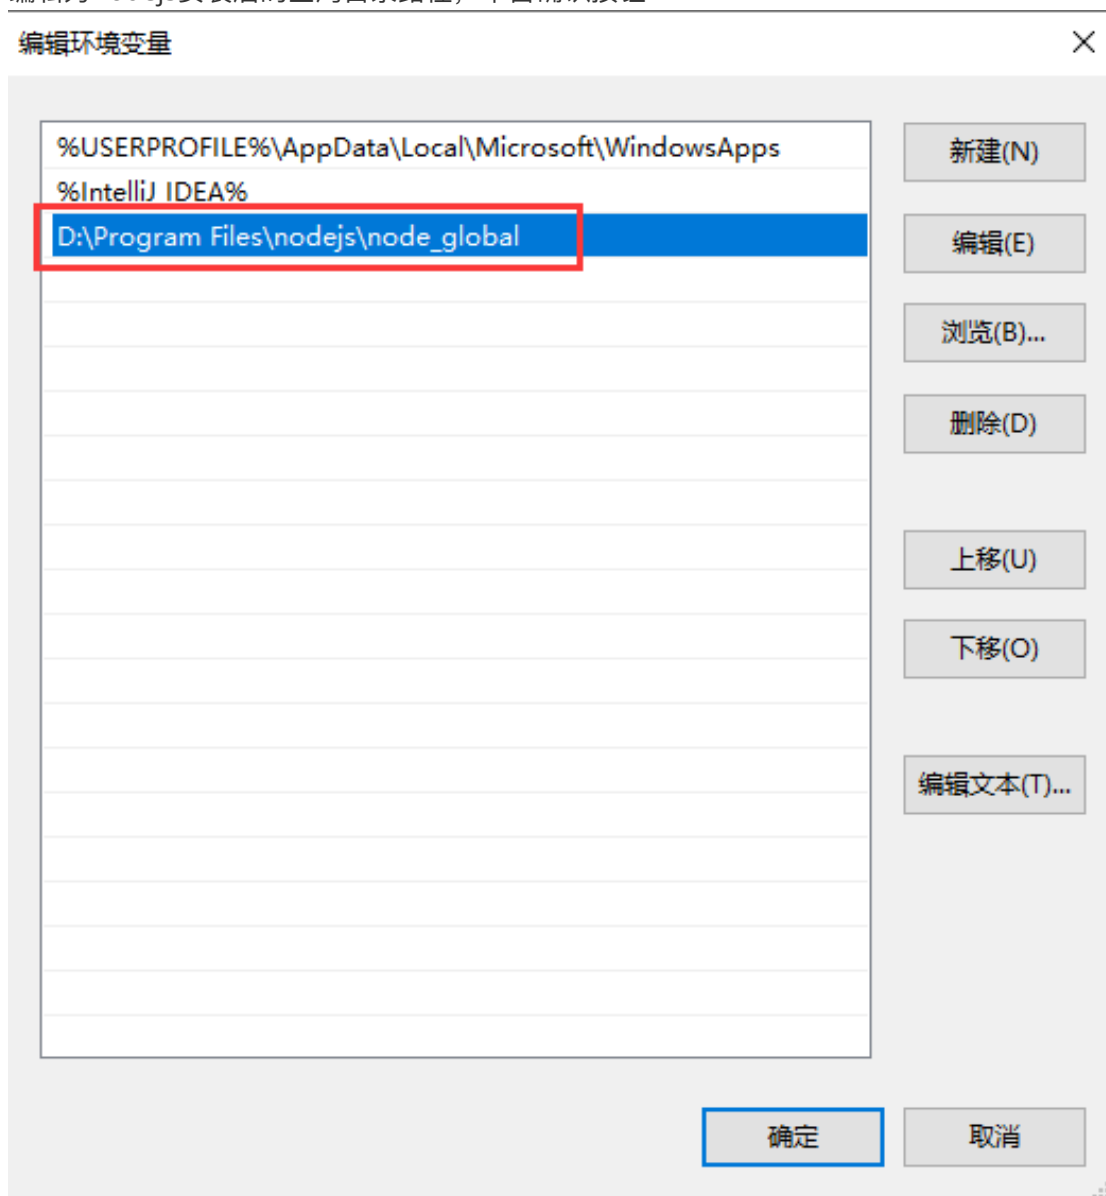 编辑环境变量
%USERPROFILE%\AppData\Local\Microsoft\WindowsApps
%IntelliJ IDEA%
D:\Program Files\nodejs\node_global
新建(N)
编辑(E)
浏览(B)...
删除(D)
上移(U)
下移(O)
编辑文本(T)...
确定
取消